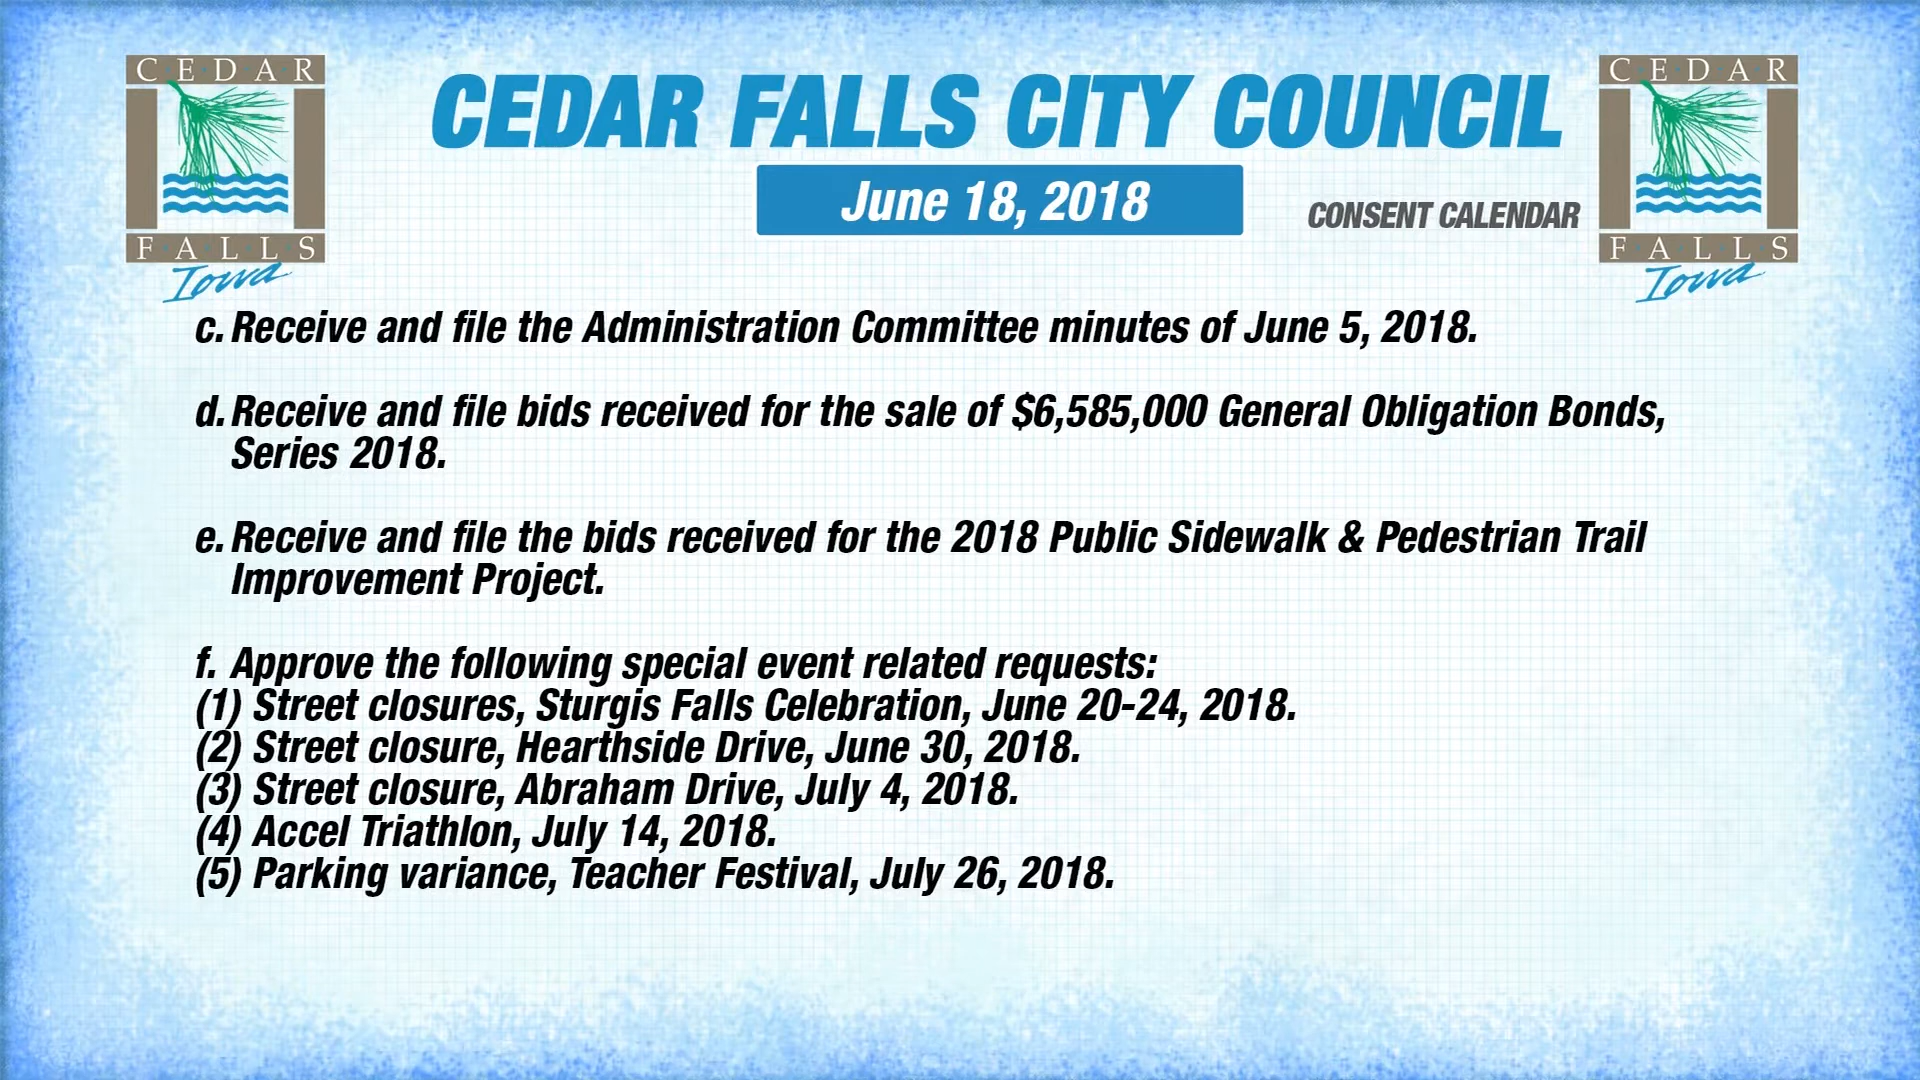 CEDAR
FALLS
Iowa
CEDAR FALLS CITY COUNCIL
June 18, 2018
CONSENT CALENDAR
CEDAR
FALLS
Iowa
c. Receive and file the Administration Committee minutes of June 5, 2018.
d. Receive and file bids received for the sale of $6,585,000 General Obligation Bonds,
Series 2018.
e. Receive and file the bids received for the 2018 Public Sidewalk & Pedestrian Trail
Improvement Project.
f. Approve the following special event related requests:
(1) Street closures, Sturgis Falls Celebration, June 20-24, 2018.
(2) Street closure, Hearthside Drive, June 30, 2018.
(3) Street closure, Abraham Drive, July 4, 2018.
(4) Accel Triathlon, July 14, 2018.
(5) Parking variance, Teacher Festival, July 26, 2018.